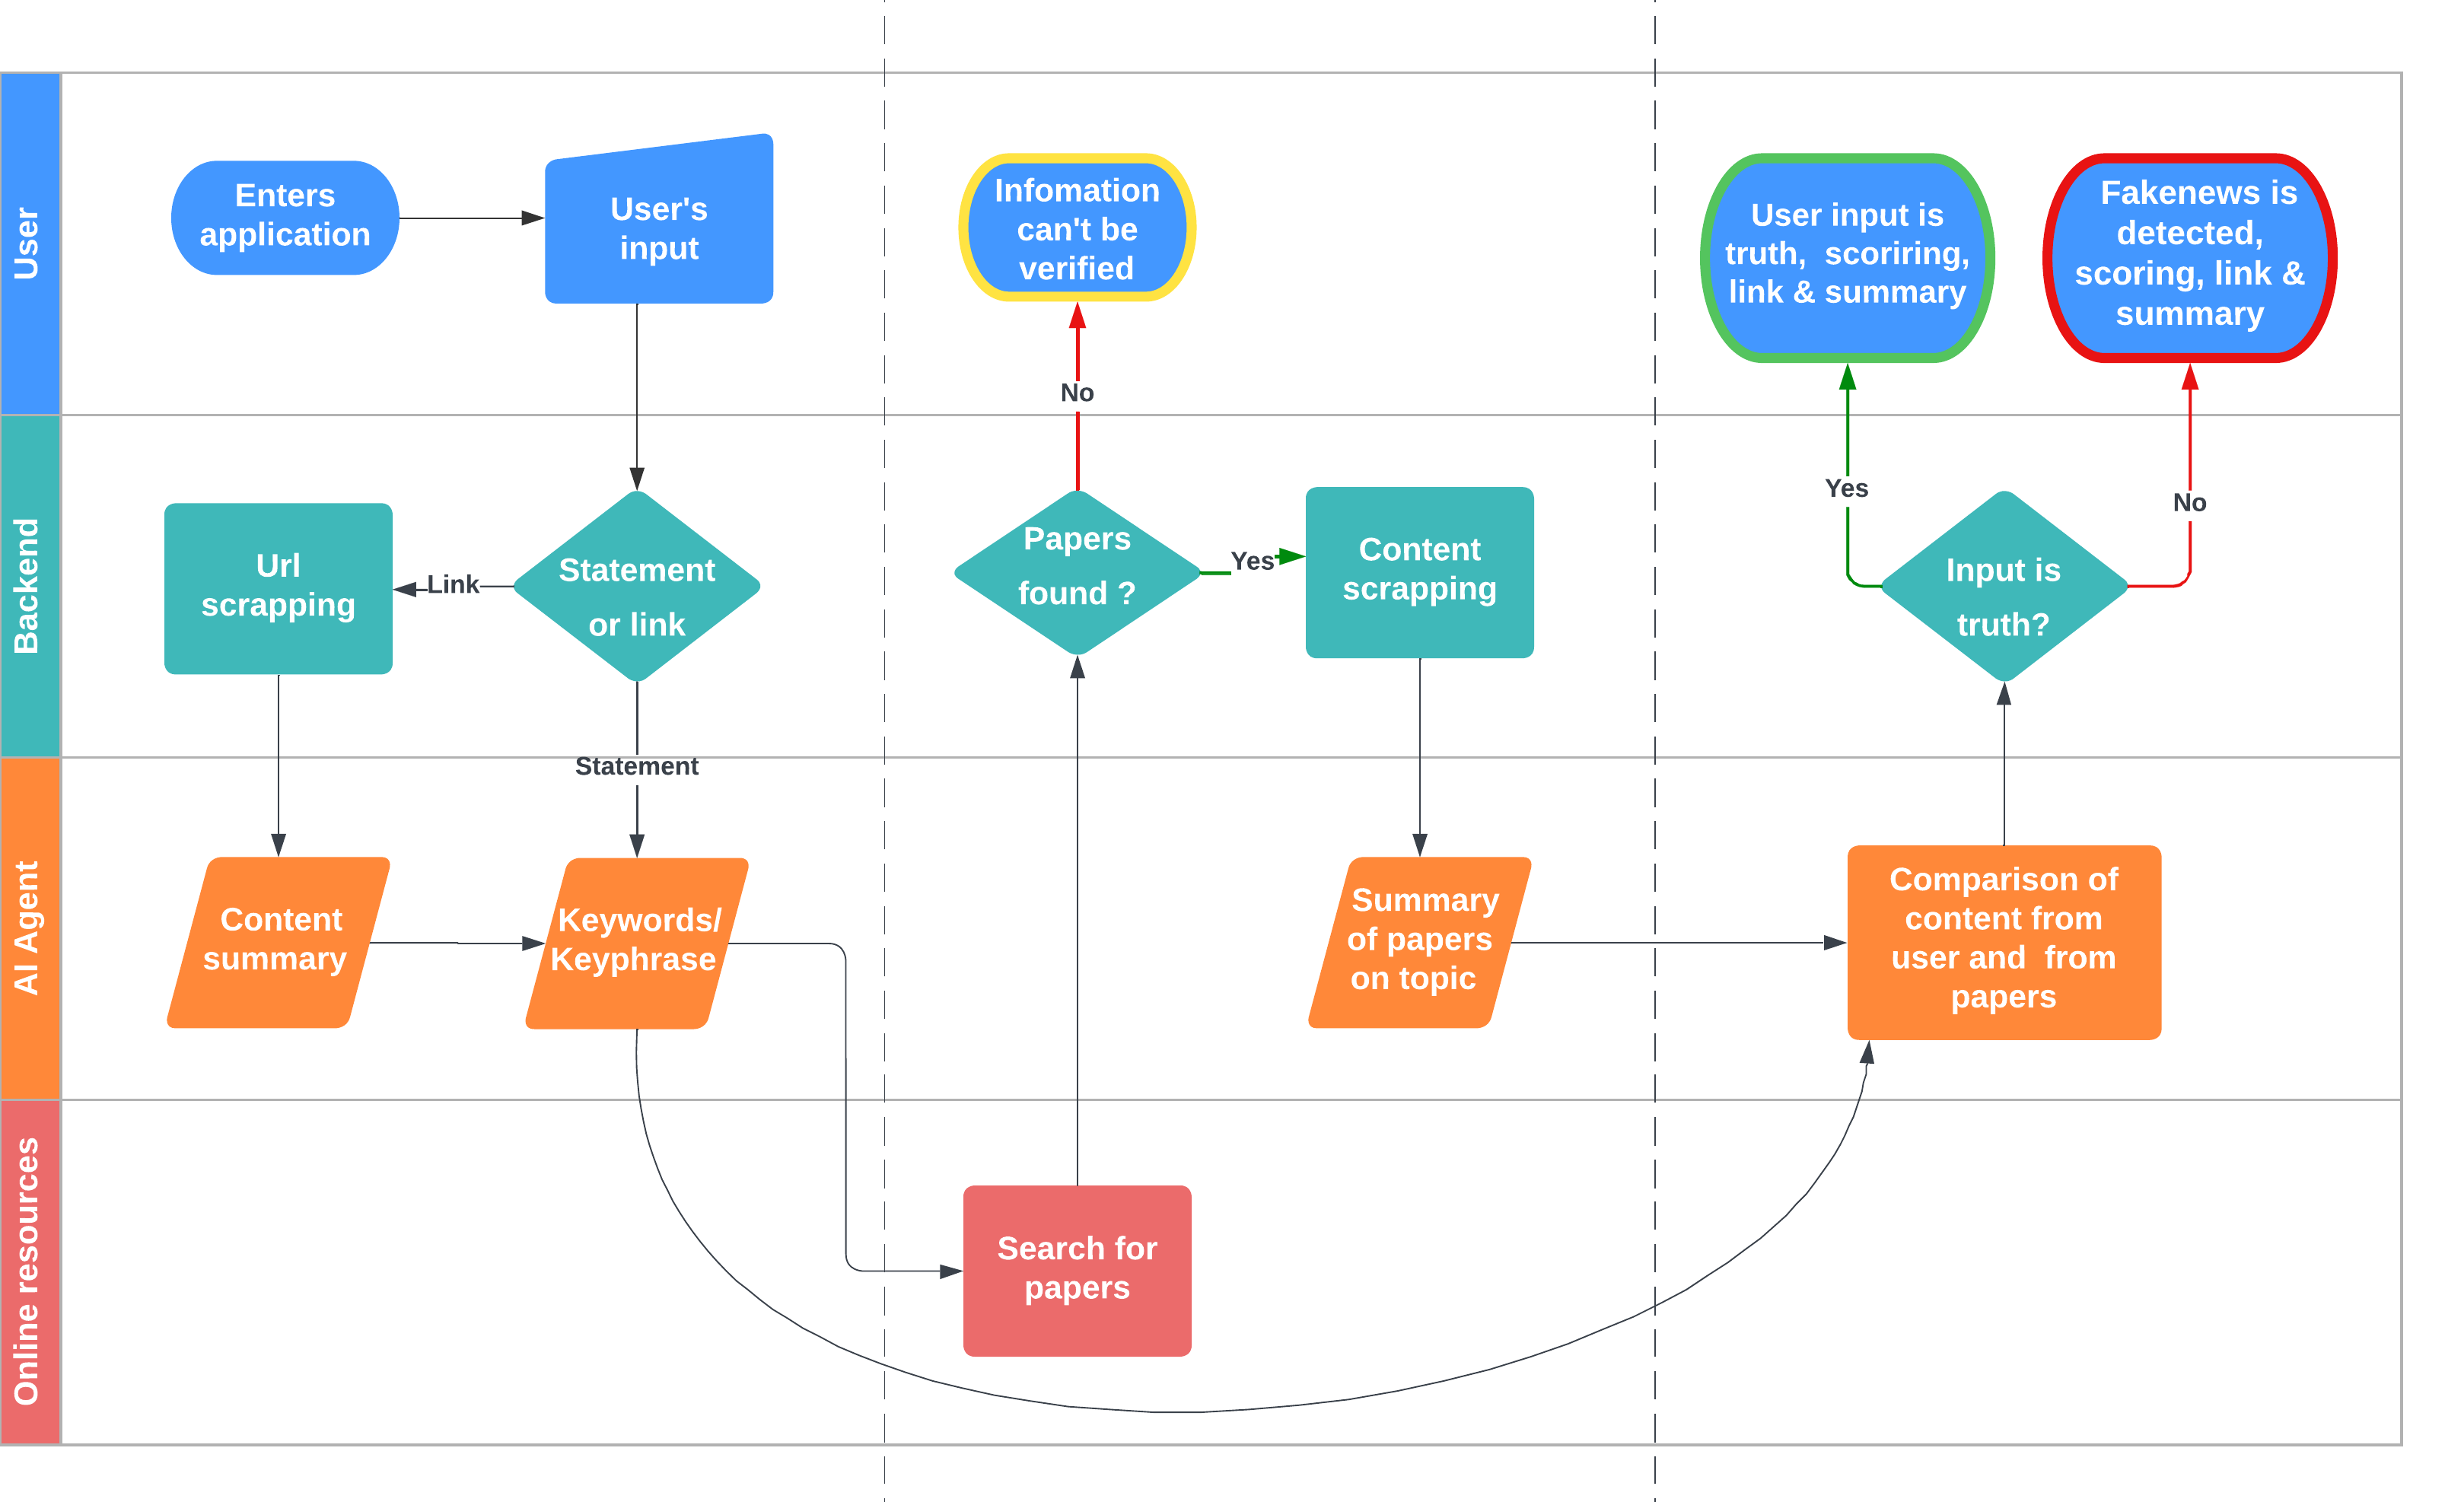 User
Enters
application
User's
input
Infomation
can't be
verified
User input is
truth, scoriring,
link & summary
Fakenews is
detected,
scoring, link &
summary
No
Backend
Url
scrapping
Link
Statement
or link
Papers
found ?
Yes
Content
scrapping
Yes
Input is
truth?
No
Statement
AI Agent
Content
summary
Keywords/
Keyphrase
Summary
of papers
on topic
Comparison of
content from
user and from
papers
Online resources
Search for
papers